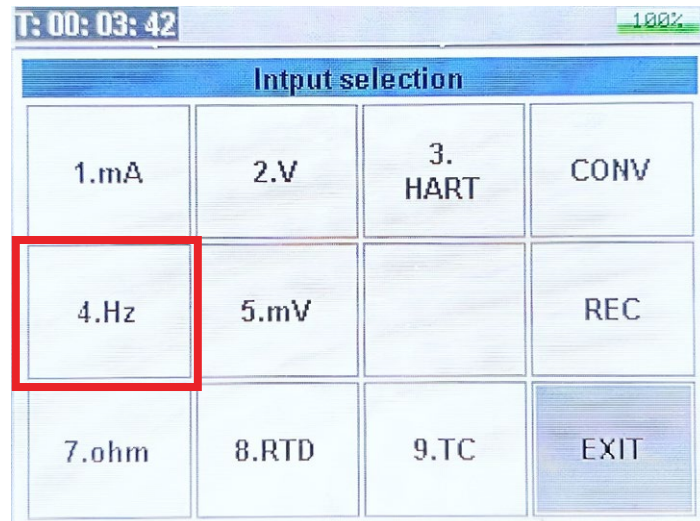 T: 00: 03: 42
100%
Intput selection
1.mA
2.V
3.
HART
CONV
4.Hz
5.mV
REC
7.ohm
8.RTD
9.TC
EXIT